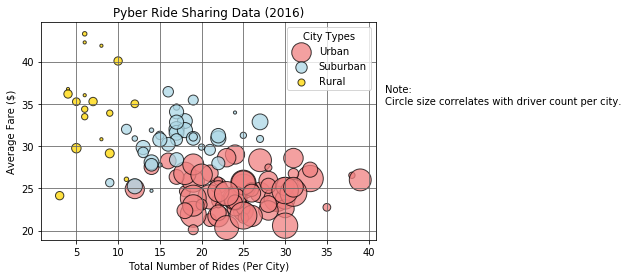 Pyber Ride Sharing Data (2016)
City Types
Urban
Suburban
Rural
40
35
30
25
20
Average Fare ($)
5 10 15 20 25 30 35 40
Total Number of Rides (Per City)
Note:
Circle size correlates with driver count per city.